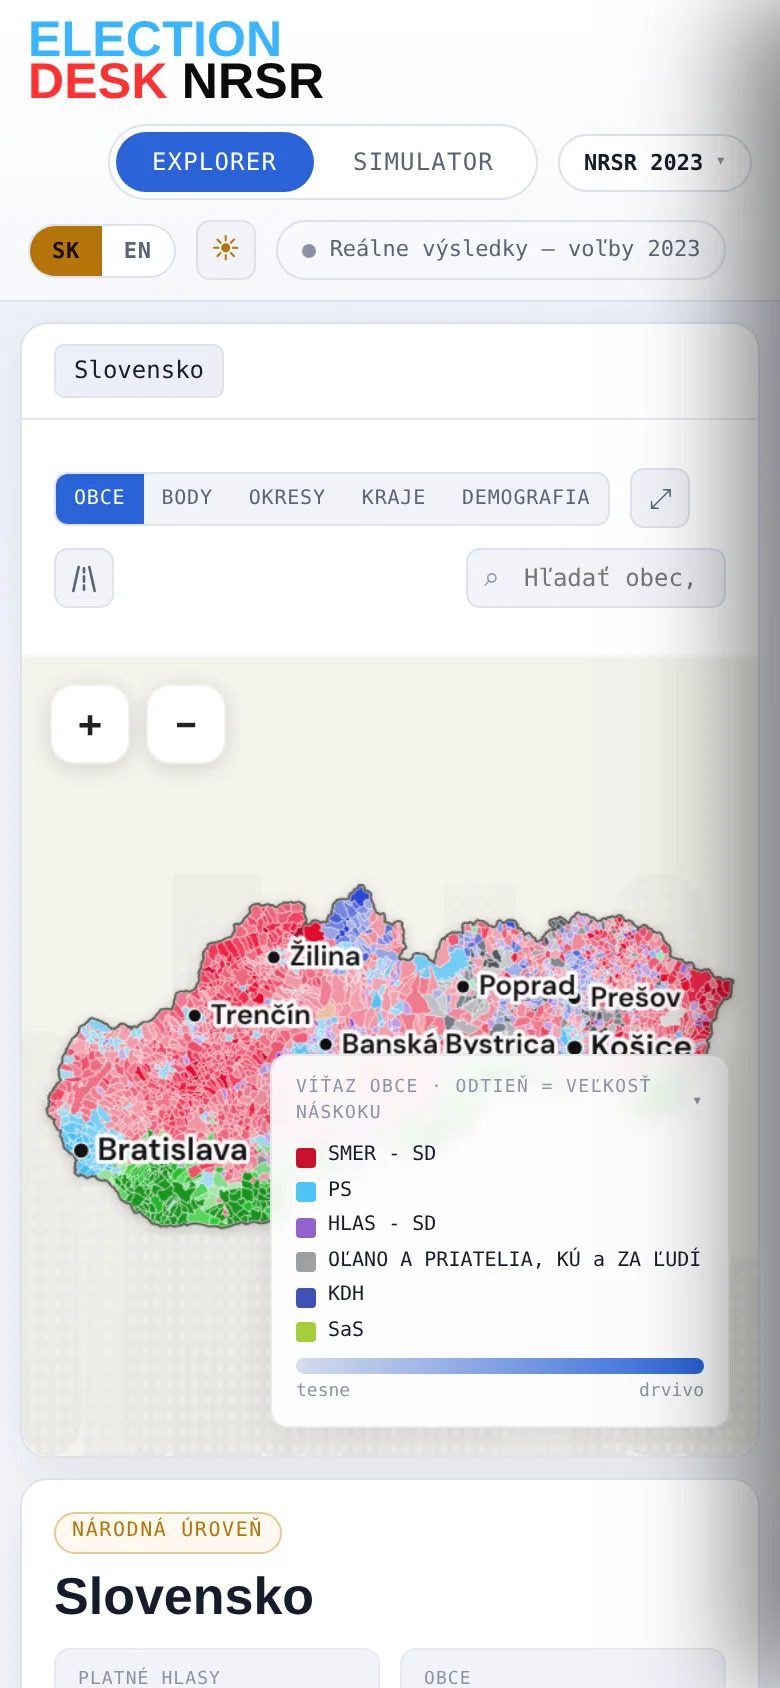 ELECTION
DESK NRSR
EXPLORER SIMULATOR NRSR 2023 ▾
SK EN Reálne výsledky — voľby 2023
Slovensko
OBCE BODY OKRESY KRAJE DEMOGRAFIA
Hľadať obec,
+ −
Žilina
Poprad
Prešov
Trenčín
Banská Bystrica
Košice
Bratislava
VÍŤAZ OBCE · ODTIEŇ = VEĽKOSŤ
NÁSKOKU
SMER - SD
PS
HLAS - SD
OĽANO A PRIATELIA, KÚ a ZA ĽUDÍ
KDH
SaS
tesne drvivo
NÁRODNÁ ÚROVEŇ
Slovensko
PLATNÉ HLASY OBCE